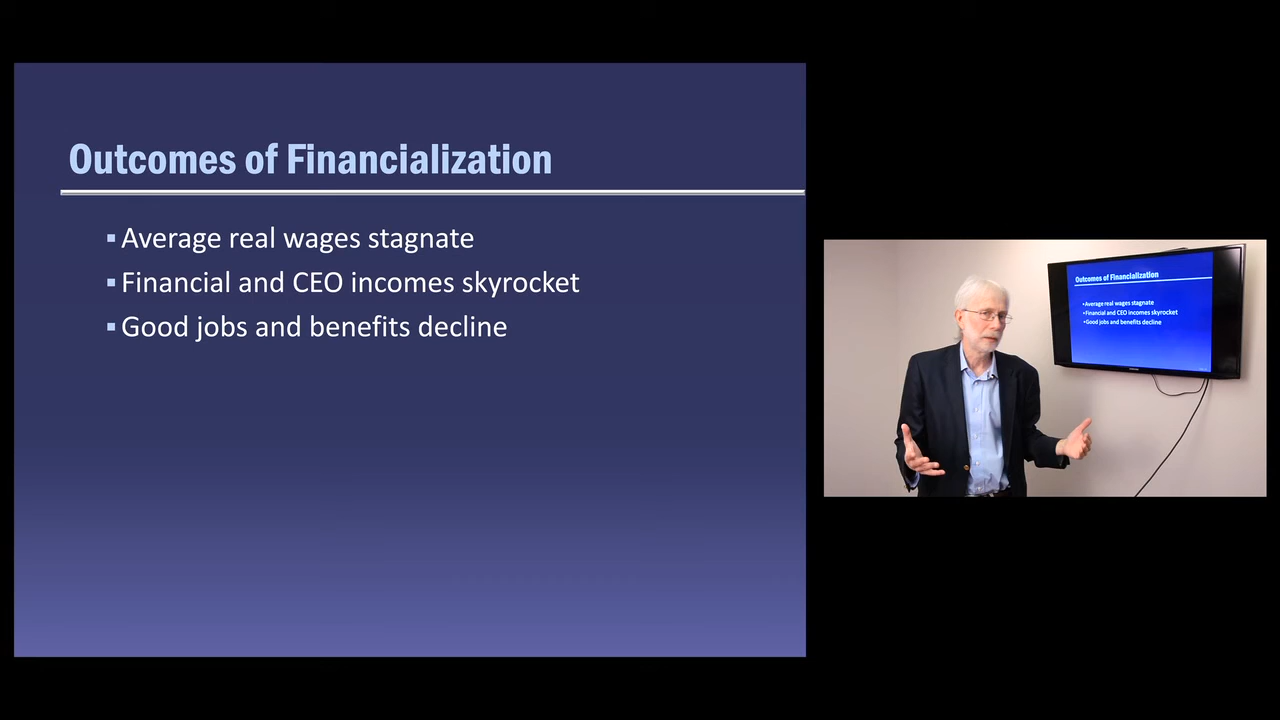 Outcomes of Financialization
▪ Average real wages stagnate
▪ Financial and CEO incomes skyrocket
▪ Good jobs and benefits decline
Outcomes of Financialization
▪Average real wages stagnate
▪Financial and CEO incomes skyrocket
▪Good jobs and benefits decline